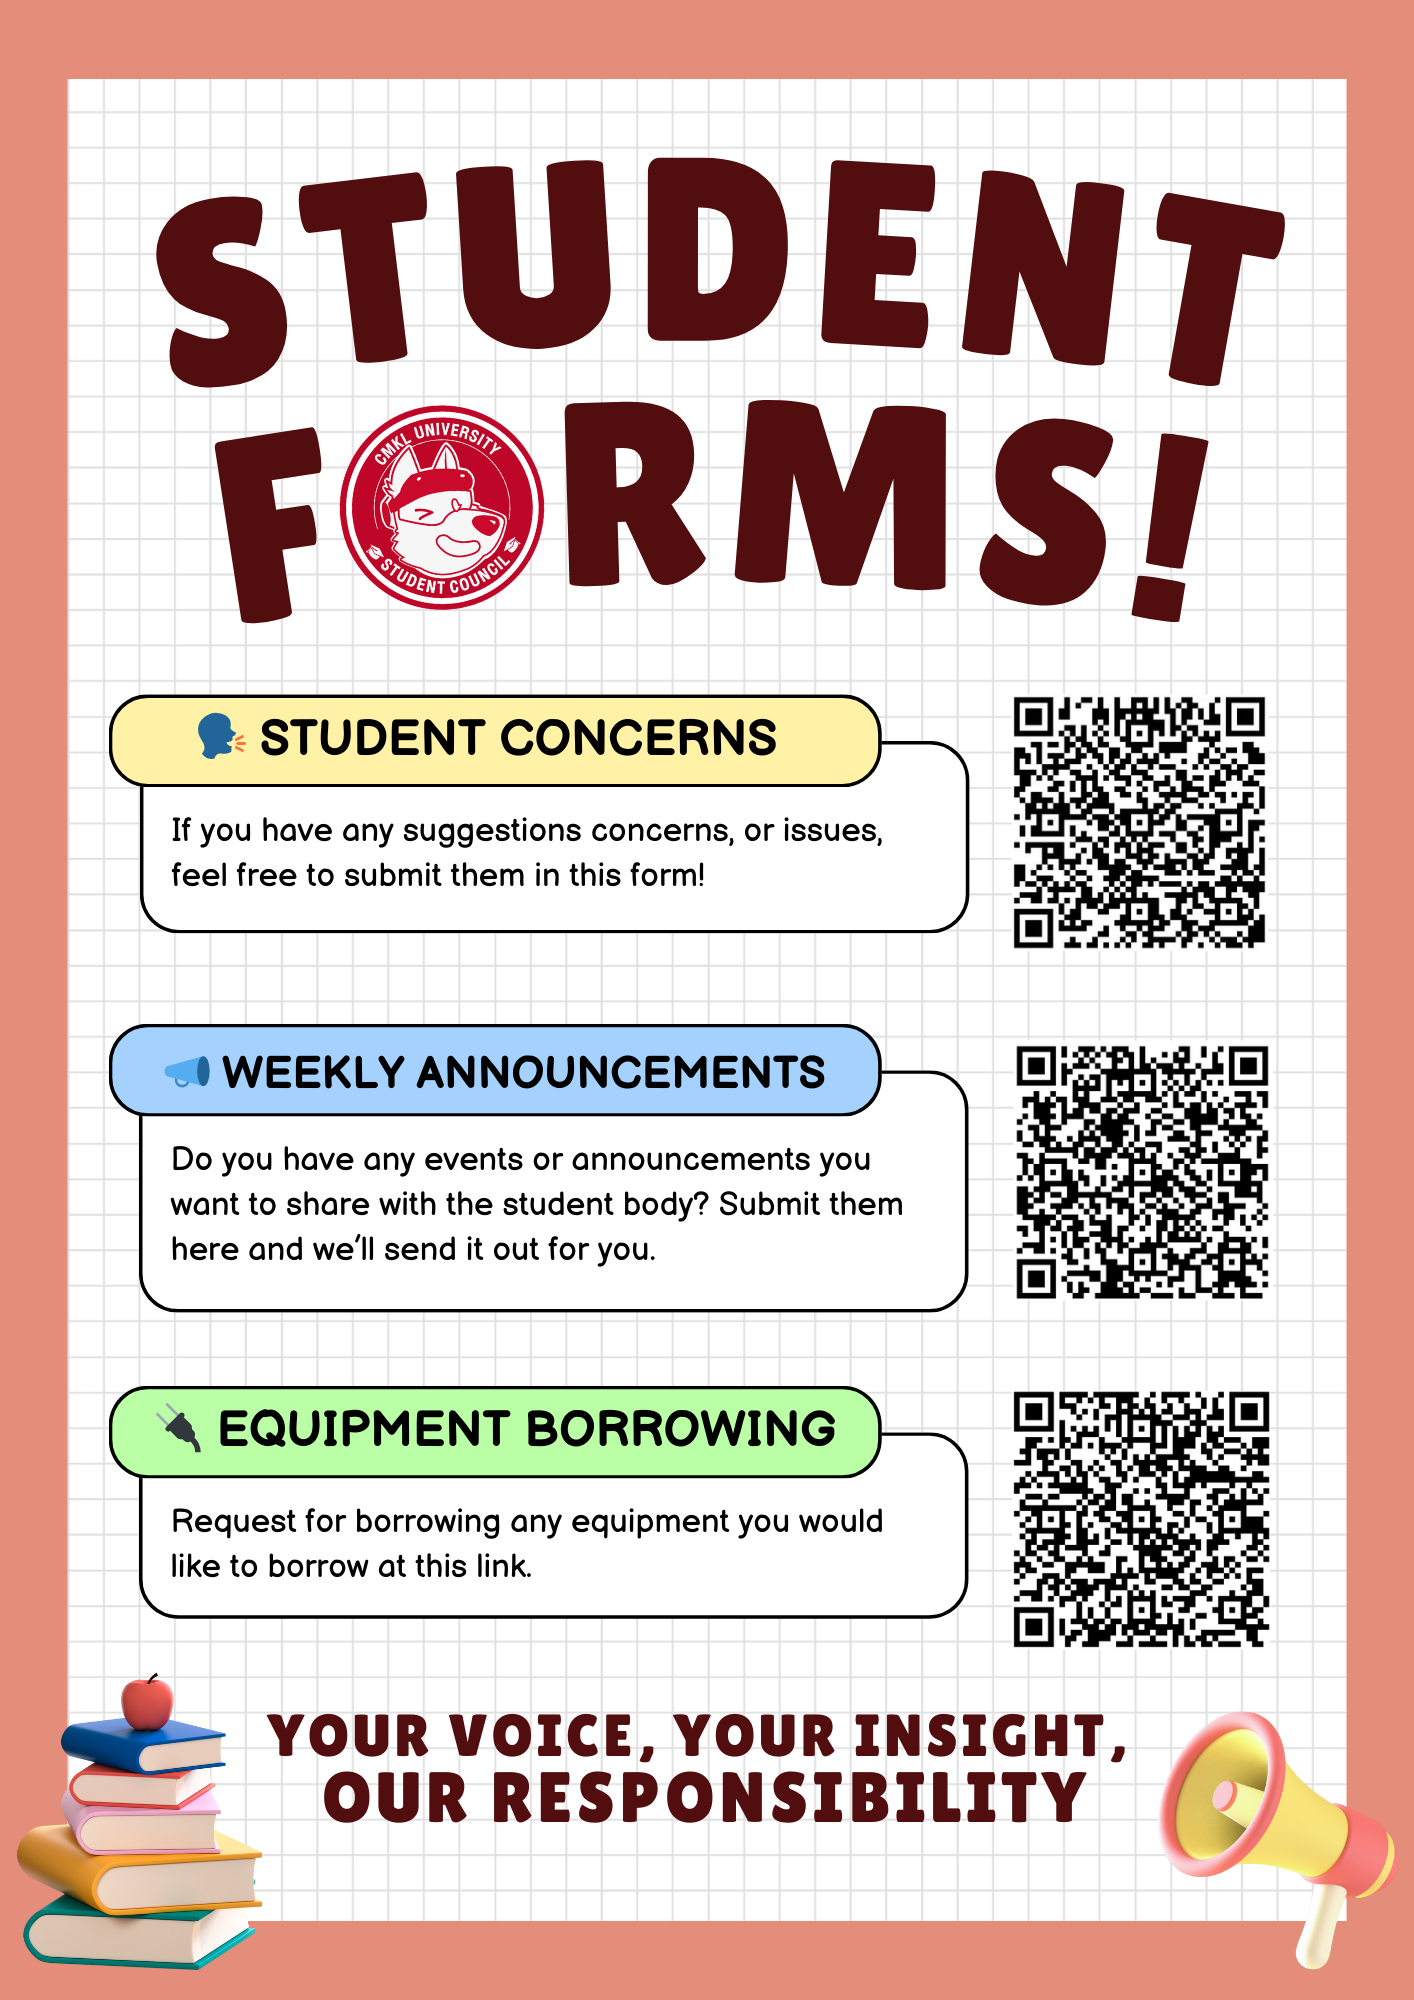 STUDENT
FORMS!
CMKL UNIVERSITY
STUDENT COUNCIL
STUDENT CONCERNS
If you have any suggestions concerns, or issues,
feel free to submit them in this form!
WEEKLY ANNOUNCEMENTS
Do you have any events or announcements you
want to share with the student body? Submit them
here and we'll send it out for you.
EQUIPMENT BORROWING
Request for borrowing any equipment you would
like to borrow at this link.
YOUR VOICE, YOUR INSIGHT,
OUR RESPONSIBILITY